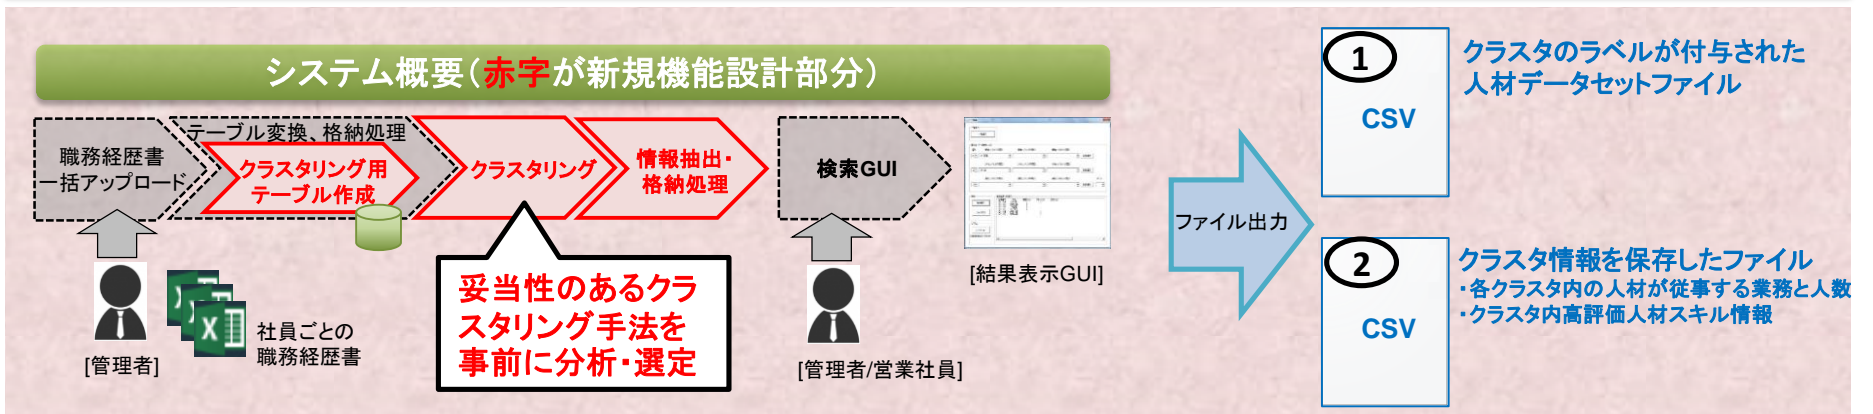 システム概要(赤字が新規機能設計部分)
職務経歴書
一括アップロード
テーブル変換、格納処理
クラスタリング用
テーブル作成
クラスタリング
情報抽出・
格納処理
検索GUI
[管理者]
社員ごとの
職務経歴書
妥当性のあるクラ
スタリング手法を
事前に分析・選定
[管理者/営業社員]
[結果表示GUI]
ファイル出力
1
CSV
クラスタのラベルが付与された
人材データセットファイル
2
CSV
クラスタ情報を保存したファイル
・各クラスタ内の人材が従事する業務と人数
・クラスタ内高評価人材スキル情報